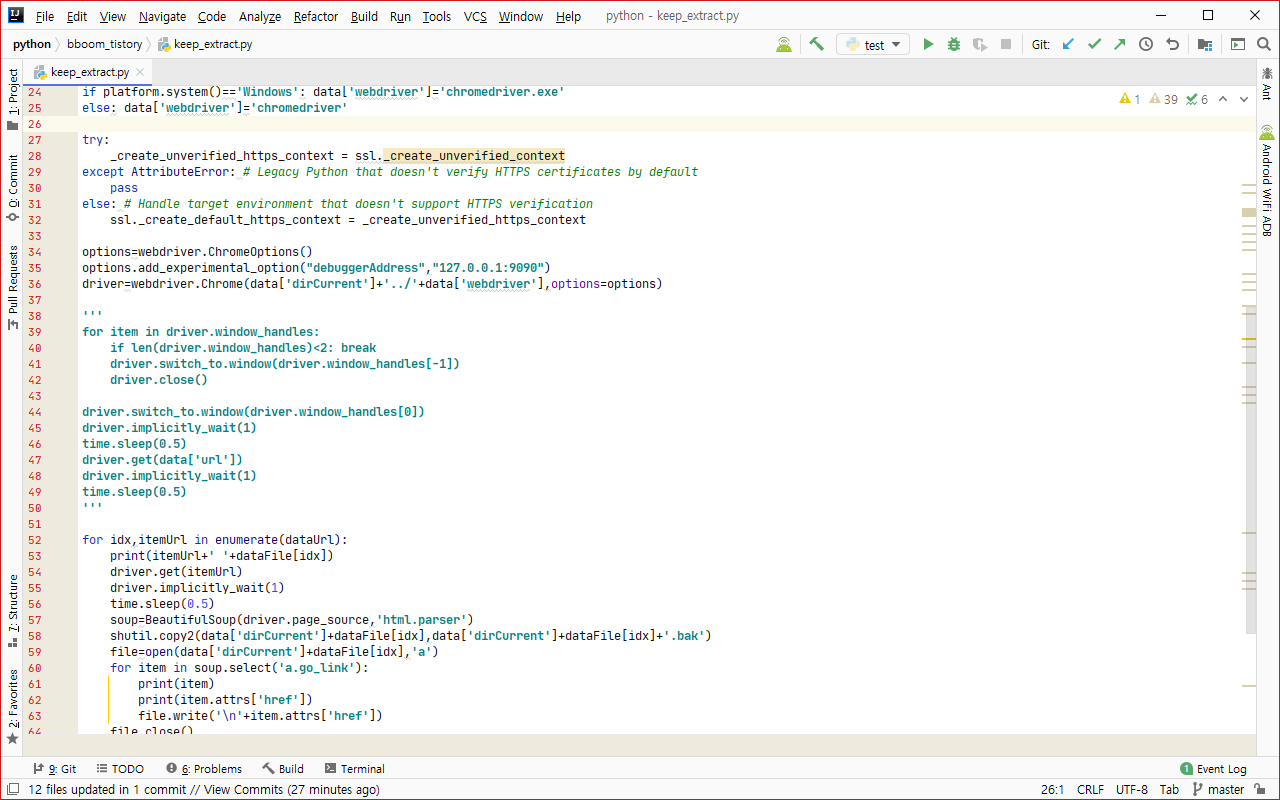 File Edit View Navigate Code Analyze Refactor Build Run Tools VCS Window Help python - keep_extract.py
python bboom_tistory keep_extract.py test Git:
keep_extract.py
1 39 6
24 if platform.system()=='Windows': data['webdriver']='chromedriver.exe'
25 else: data['webdriver']='chromedriver'
26
27 try:
28     _create_unverified_https_context = ssl._create_unverified_context
29 except AttributeError: # Legacy Python that doesn't verify HTTPS certificates by default
30     pass
31 else: # Handle target environment that doesn't support HTTPS verification
32     ssl._create_default_https_context = _create_unverified_https_context
33
34 options=webdriver.ChromeOptions()
35 options.add_experimental_option("debuggerAddress","127.0.0.1:9090")
36 driver=webdriver.Chrome(data['dirCurrent']+'../'+data['webdriver'],options=options)
37
38 '''
39 for item in driver.window_handles:
40     if len(driver.window_handles)<2: break
41     driver.switch_to.window(driver.window_handles[-1])
42     driver.close()
43
44 driver.switch_to.window(driver.window_handles[0])
45 driver.implicitly_wait(1)
46 time.sleep(0.5)
47 driver.get(data['url'])
48 driver.implicitly_wait(1)
49 time.sleep(0.5)
50 '''
51
52 for idx,itemUrl in enumerate(dataUrl):
53     print(itemUrl+' '+dataFile[idx])
54     driver.get(itemUrl)
55     driver.implicitly_wait(1)
56     time.sleep(0.5)
57     soup=BeautifulSoup(driver.page_source,'html.parser')
58     shutil.copy2(data['dirCurrent']+dataFile[idx],data['dirCurrent']+dataFile[idx]+'.bak')
59     file=open(data['dirCurrent']+dataFile[idx],'a')
60     for item in soup.select('a.go_link'):
61         print(item)
62         print(item.attrs['href'])
63         file.write('\n'+item.attrs['href'])
64     file.close()
1: Project
0: Commit
Pull Requests
7: Structure
2: Favorites
Ant
Android WiFi ADB
9: Git TODO 6: Problems Build Terminal 1 Event Log
12 files updated in 1 commit // View Commits (27 minutes ago) 26:1 CRLF UTF-8 Tab master